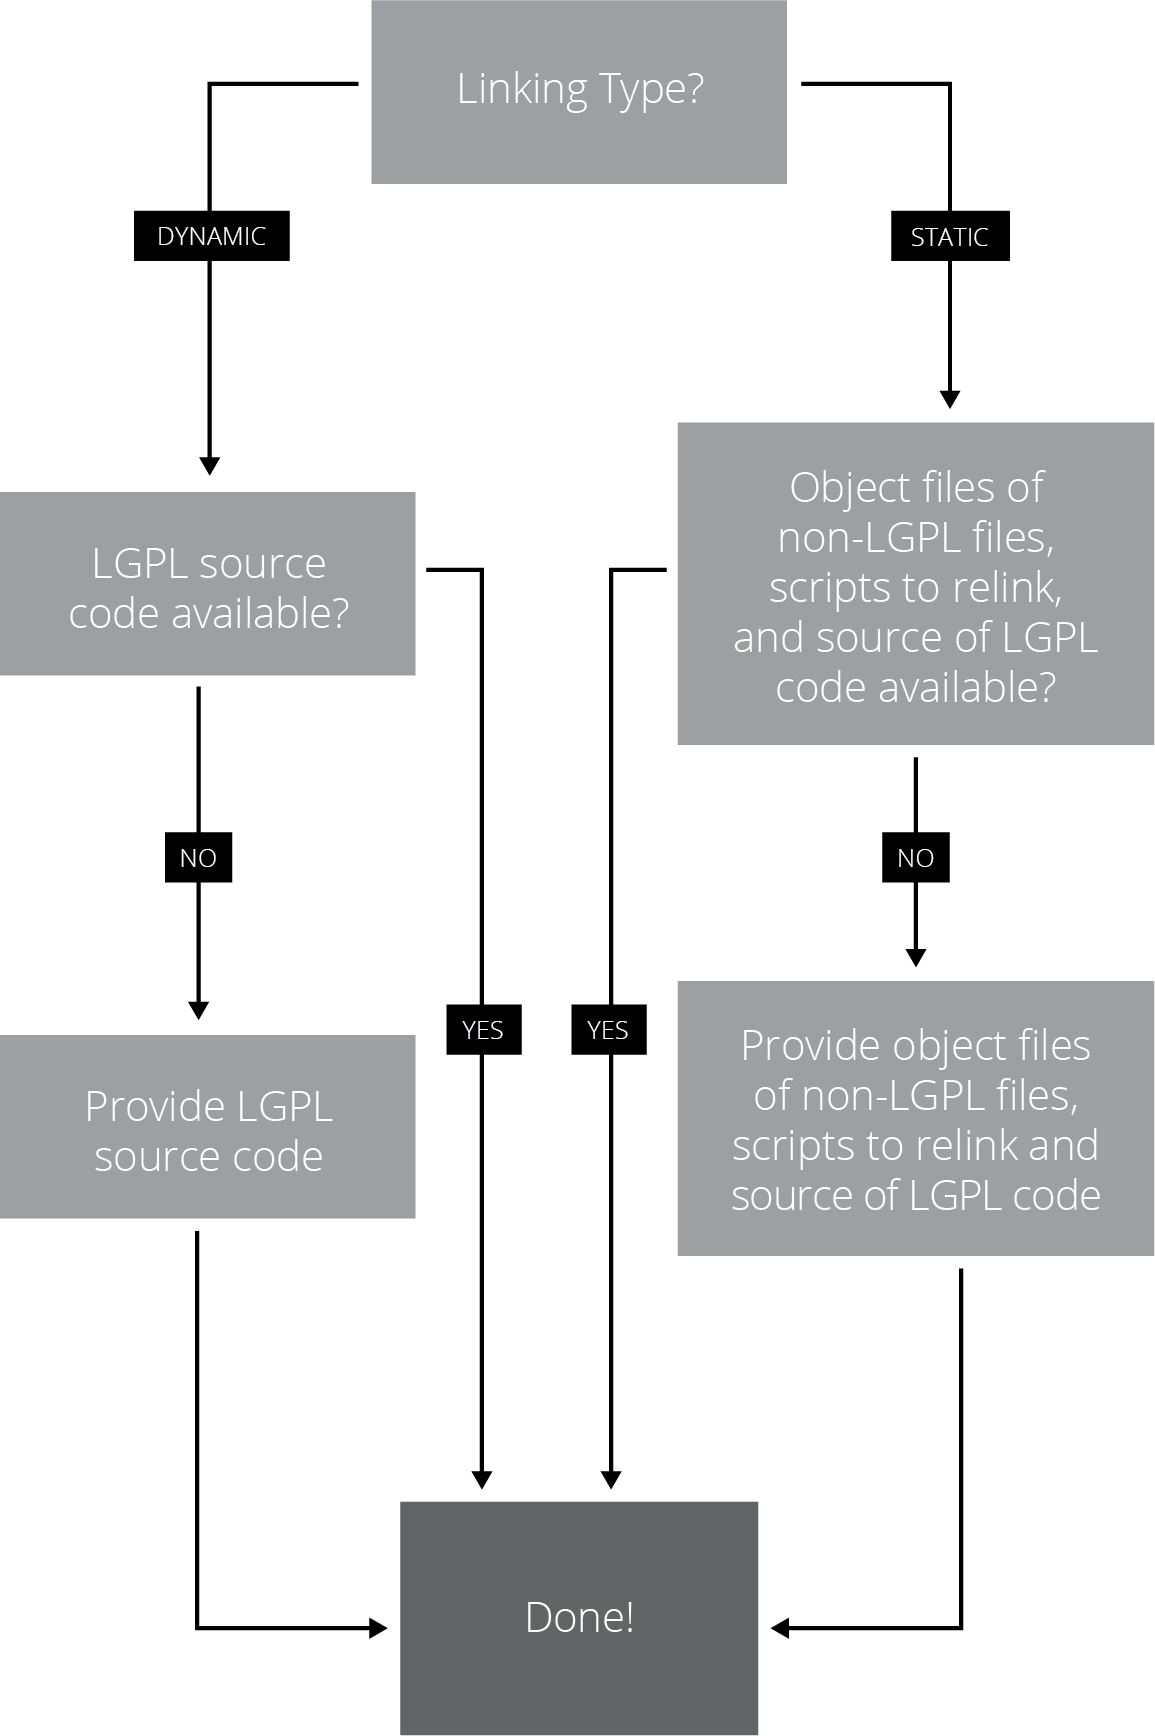 Linking Type?
DYNAMIC
STATIC
LGPL source
code available?
Object files of
non-LGPL files,
scripts to relink,
and source of LGPL
code available?
NO
NO
YES
YES
Provide LGPL
source code
Provide object files
of non-LGPL files,
scripts to relink and
source of LGPL code
Done!